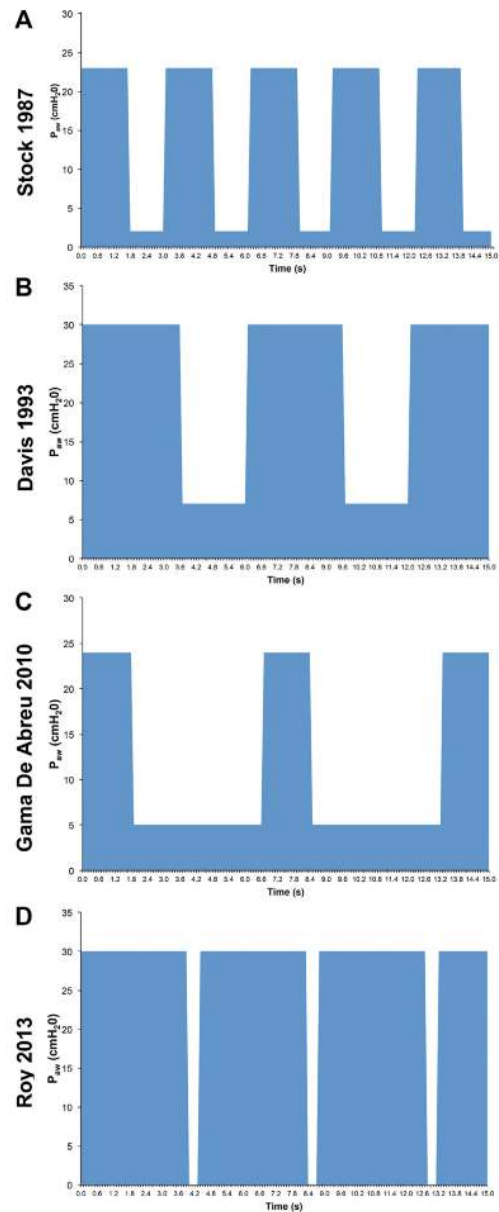 A
Stock 1987
Paw (cmH20)
30
25
20
15
10
5
0
0.0 0.6 1.2 1.8 2.4 3.0 3.6 4.2 4.8 5.4 6.0 6.6 7.2 7.8 8.4 9.0 9.6 10.2 10.8 11.4 12.0 12.6 13.2 13.8 14.4 15.0
Time (s)
B
Davis 1993
Paw (cmH20)
35
30
25
20
15
10
5
0
0.0 0.6 1.2 1.8 2.4 3.0 3.6 4.2 4.8 5.4 6.0 6.6 7.2 7.8 8.4 9.0 9.6 10.2 10.8 11.4 12.0 12.6 13.2 13.8 14.4 15.0
Time (s)
C
Gama De Abreu 2010
Paw (cmH20)
30
25
20
15
10
5
0
0.0 0.6 1.2 1.8 2.4 3.0 3.6 4.2 4.8 5.4 6.0 6.6 7.2 7.8 8.4 9.0 9.6 10.2 10.8 11.4 12.0 12.6 13.2 13.8 14.4 15.0
Time (s)
D
Roy 2013
Paw (cmH20)
35
30
25
20
15
10
5
0
0.0 0.6 1.2 1.8 2.4 3.0 3.6 4.2 4.8 5.4 6.0 6.6 7.2 7.8 8.4 9.0 9.6 10.2 10.8 11.4 12.0 12.6 13.2 13.8 14.4 15.0
Time (s)